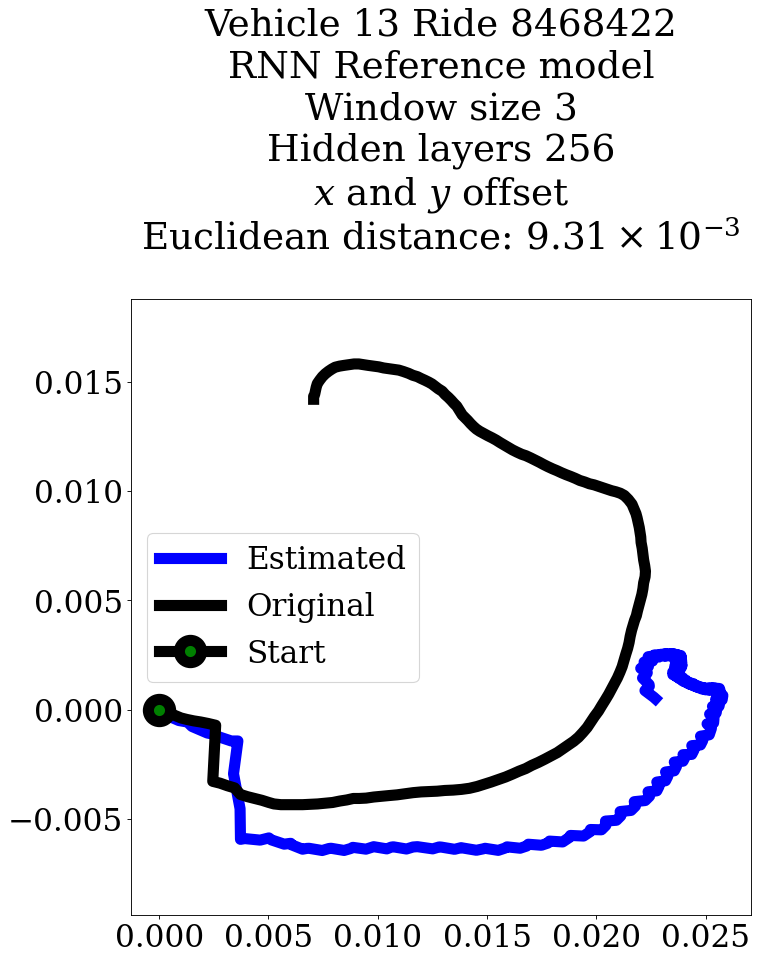 Vehicle 13 Ride 8468422
RNN Reference model
Window size 3
Hidden layers 256
x and y offset
Euclidean distance: 9.31 × 10⁻³
0.015
0.010
0.005
0.000
−0.005
Estimated
Original
Start
0.000 0.005 0.010 0.015 0.020 0.025